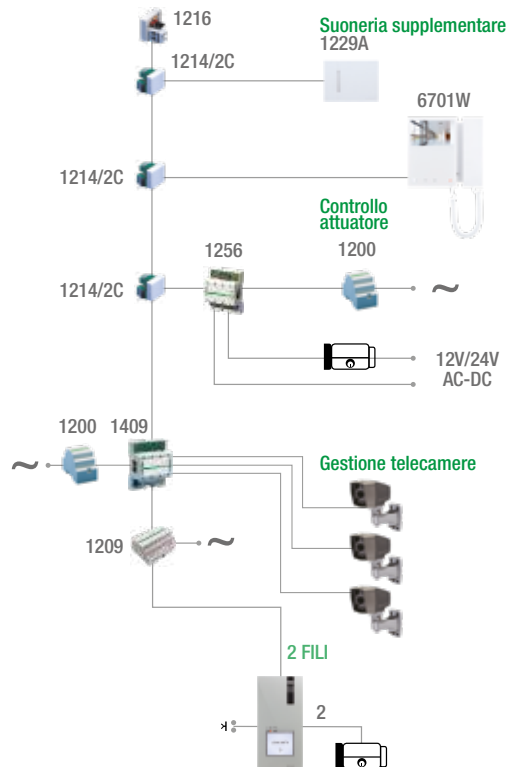 1216
Suoneria supplementare
1229A
1214/2C
6701W
1214/2C
Controllo
attuatore
1256
1200
1214/2C
~
12V/24V
AC-DC
1200
1409
~
Gestione telecamere
1209
~
2 FILI
2